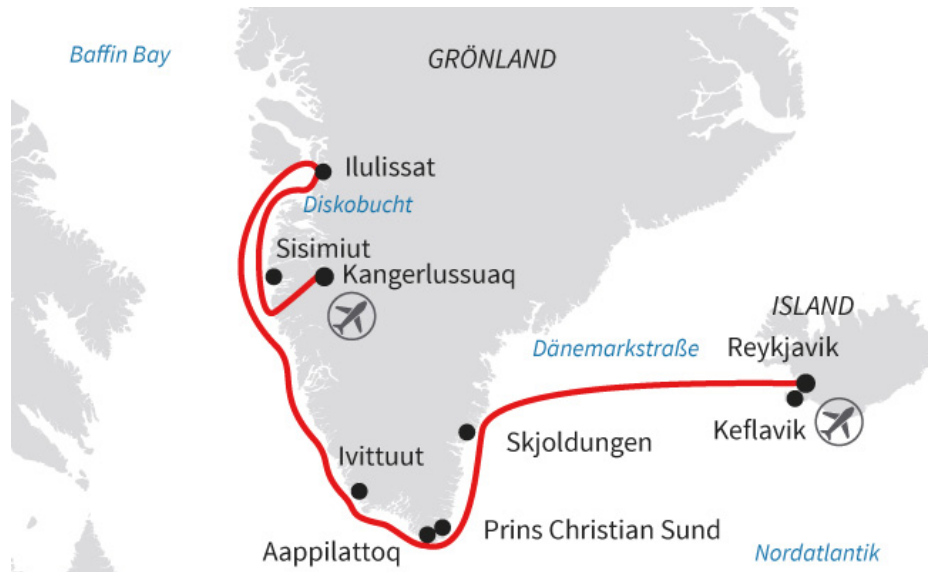 Baffin Bay
GRÖNLAND
Ilulissat
Diskobucht
Sisimiut
Kangerlussuaq
ISLAND
Dänemarkstraße
Reykjavik
Keflavik
Skjoldungen
Ivittuut
Prins Christian Sund
Aappilattoq
Nordatlantik